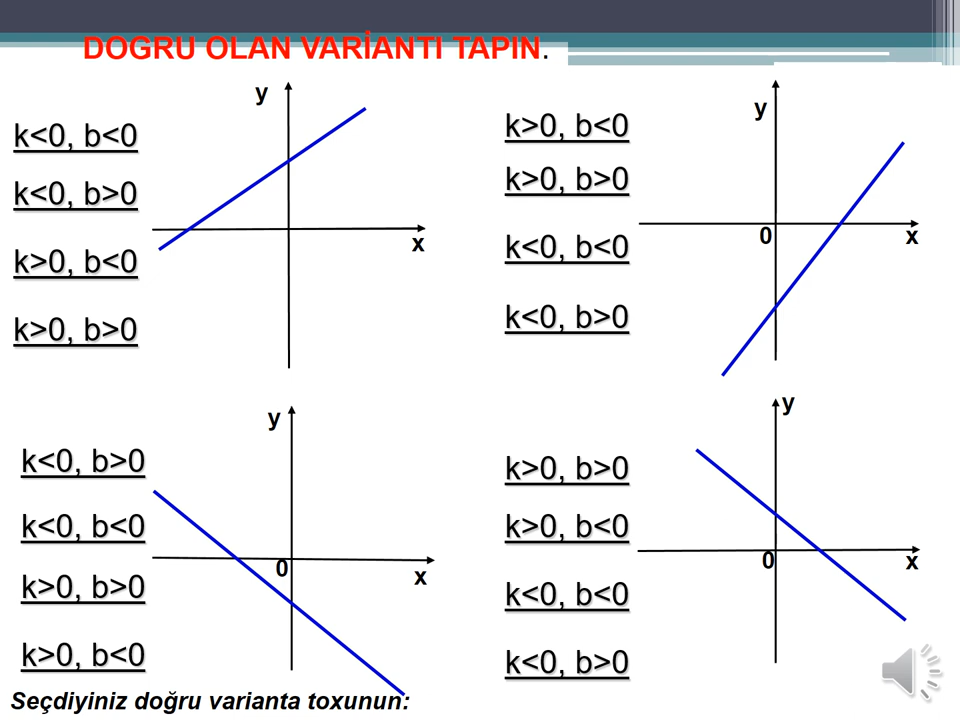 DOGRU OLAN VARİANTI TAPIN.
y
k<0, b<0
k<0, b>0
k>0, b<0
k>0, b>0
x
y
k>0, b<0
k>0, b>0
k<0, b<0
k<0, b>0
0
x
y
k<0, b>0
k<0, b<0
k>0, b>0
k>0, b<0
0
x
y
k>0, b>0
k>0, b<0
k<0, b<0
k<0, b>0
0
x
Seçdiyiniz doğru varianta toxunun: